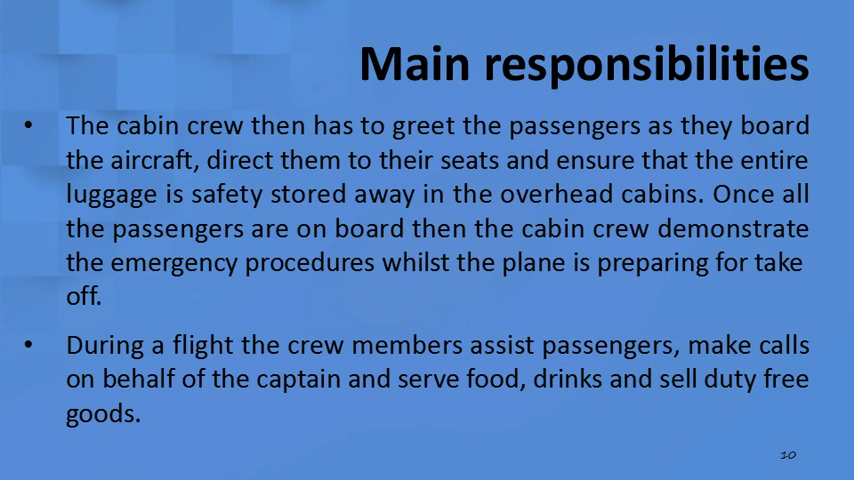 Main responsibilities
• The cabin crew then has to greet the passengers as they board
the aircraft, direct them to their seats and ensure that the entire
luggage is safety stored away in the overhead cabins. Once all
the passengers are on board then the cabin crew demonstrate
the emergency procedures whilst the plane is preparing for take
off.
• During a flight the crew members assist passengers, make calls
on behalf of the captain and serve food, drinks and sell duty free
goods.
10